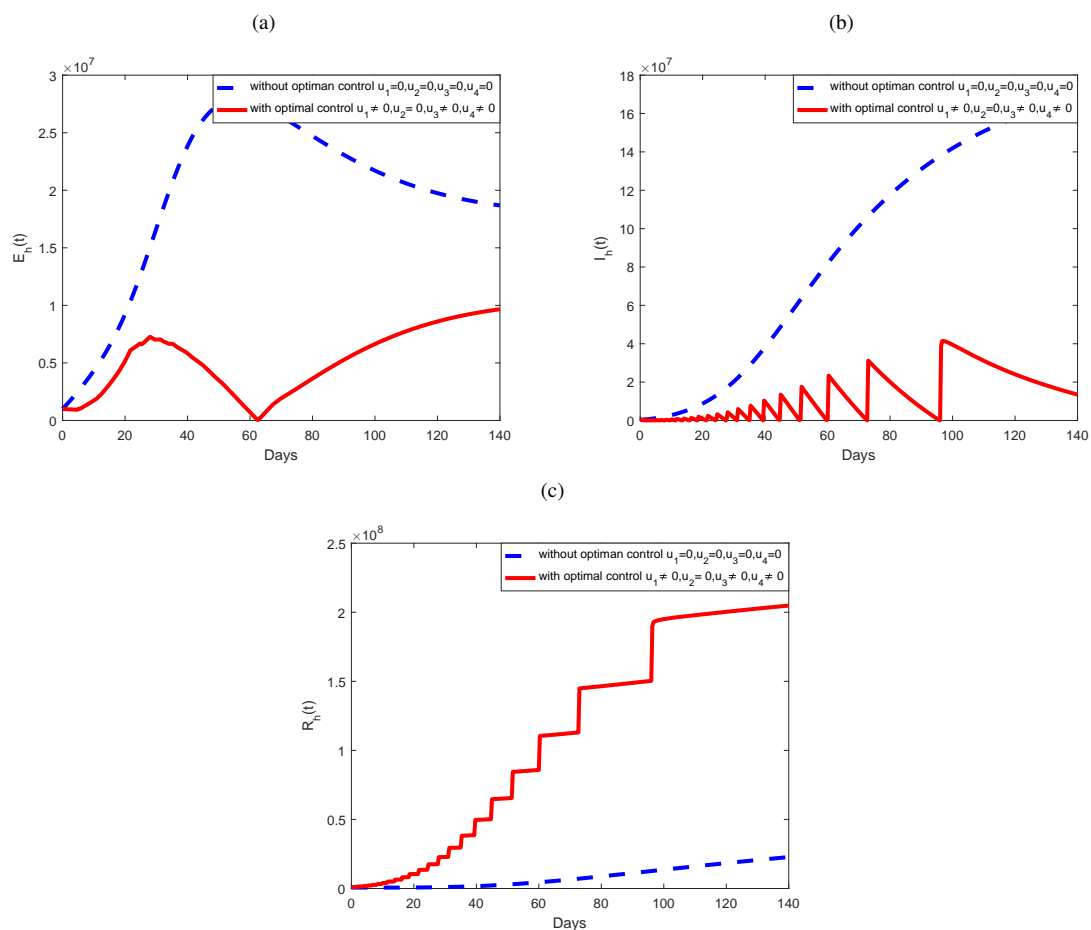 (a)
×10^7
3
2.5
2
1.5
1
0.5
0
E_h(t)
0 20 40 60 80 100 120 140
Days
without optiman control u_1=0,u_2=0,u_3=0,u_4=0
with optimal control u_1 ≠ 0,u_2= 0,u_3 ≠ 0,u_4 ≠ 0
(b)
×10^7
18
16
14
12
10
8
6
4
2
0
I_h(t)
0 20 40 60 80 100 120 140
Days
without optiman control u_1=0,u_2=0,u_3=0,u_4=0
with optimal control u_1 ≠ 0,u_2=0,u_3 ≠ 0,u_4 ≠ 0
(c)
×10^8
2.5
2
1.5
1
0.5
0
R_h(t)
0 20 40 60 80 100 120 140
Days
without optiman control u_1=0,u_2=0,u_3=0,u_4=0
with optimal control u_1 ≠ 0,u_2= 0,u_3 ≠ 0,u_4 ≠ 0